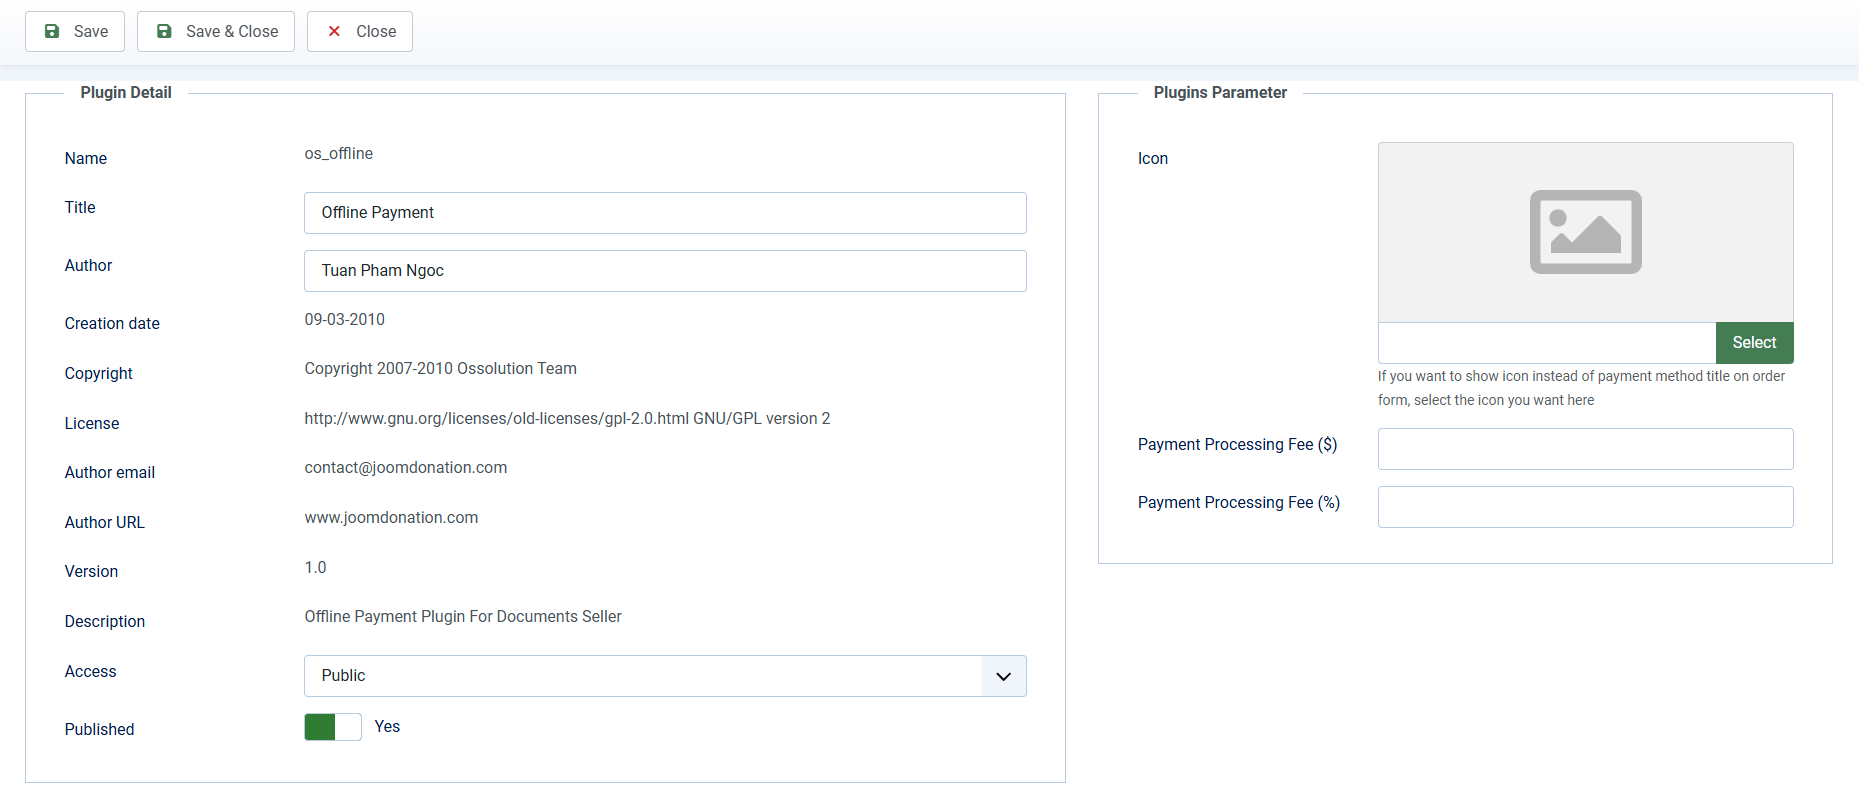 Save
Save & Close
Close
Plugin Detail
Name
os_offline
Title
Offline Payment
Author
Tuan Pham Ngoc
Creation date
09-03-2010
Copyright
Copyright 2007-2010 Ossolution Team
License
http://www.gnu.org/licenses/old-licenses/gpl-2.0.html GNU/GPL version 2
Author email
contact@joomdonation.com
Author URL
www.joomdonation.com
Version
1.0
Description
Offline Payment Plugin For Documents Seller
Access
Public
Published
Yes
Plugins Parameter
Icon
Select
If you want to show icon instead of payment method title on order
form, select the icon you want here
Payment Processing Fee ($)
Payment Processing Fee (%)